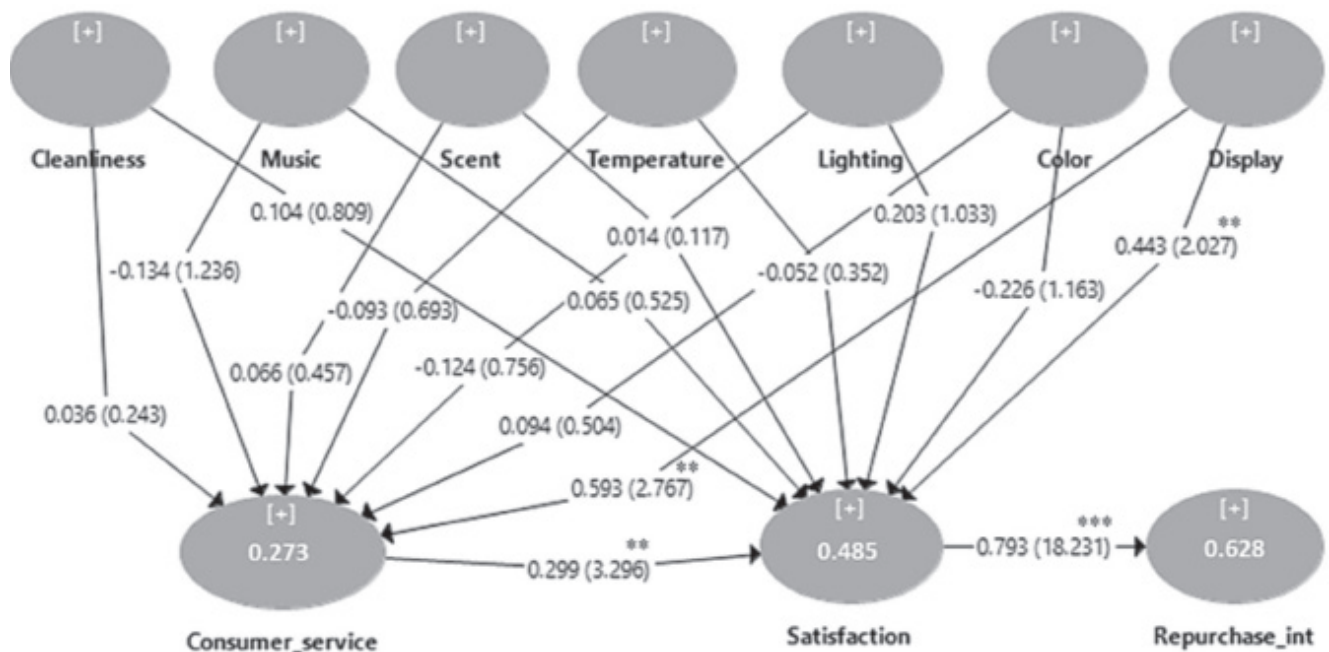 [+] [+] [+] [+] [+] [+] [+]
Cleanliness Music Scent Temperature Lighting Color Display
0.104 (0.809) 0.203 (1.033) **
0.014 (0.117) 0.443 (2.027)
-0.134 (1.236) -0.052 (0.352)
0.065 (0.525) -0.226 (1.163)
-0.093 (0.693)
0.066 (0.457) -0.124 (0.756)
0.036 (0.243) 0.094 (0.504)
**
0.593 (2.767)
[+] [+] [+]
0.273 ** 0.485 *** 0.628
0.299 (3.296) 0.793 (18.231)
Consumer_service Satisfaction Repurchase_int